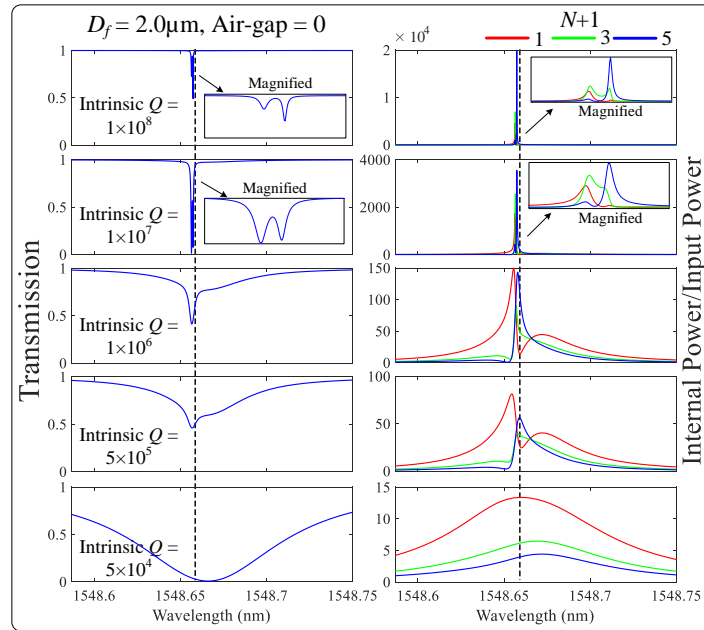 D_f = 2.0µm, Air-gap = 0
N+1
1 3 5
Transmission
1
0.5
0
Intrinsic Q =
1×10^8
Magnified
1
0.5
0
Intrinsic Q =
1×10^7
Magnified
1
0.5
0
Intrinsic Q =
1×10^6
1
0.5
0
Intrinsic Q =
5×10^5
1
0.5
0
Intrinsic Q =
5×10^4
1548.6 1548.65 1548.7 1548.75
Wavelength (nm)
2 × 10^4
1
0
Magnified
4000
2000
0
Magnified
150
100
50
0
100
50
0
15
10
5
0
1548.6 1548.65 1548.7 1548.75
Wavelength (nm)
Internal Power/Input Power